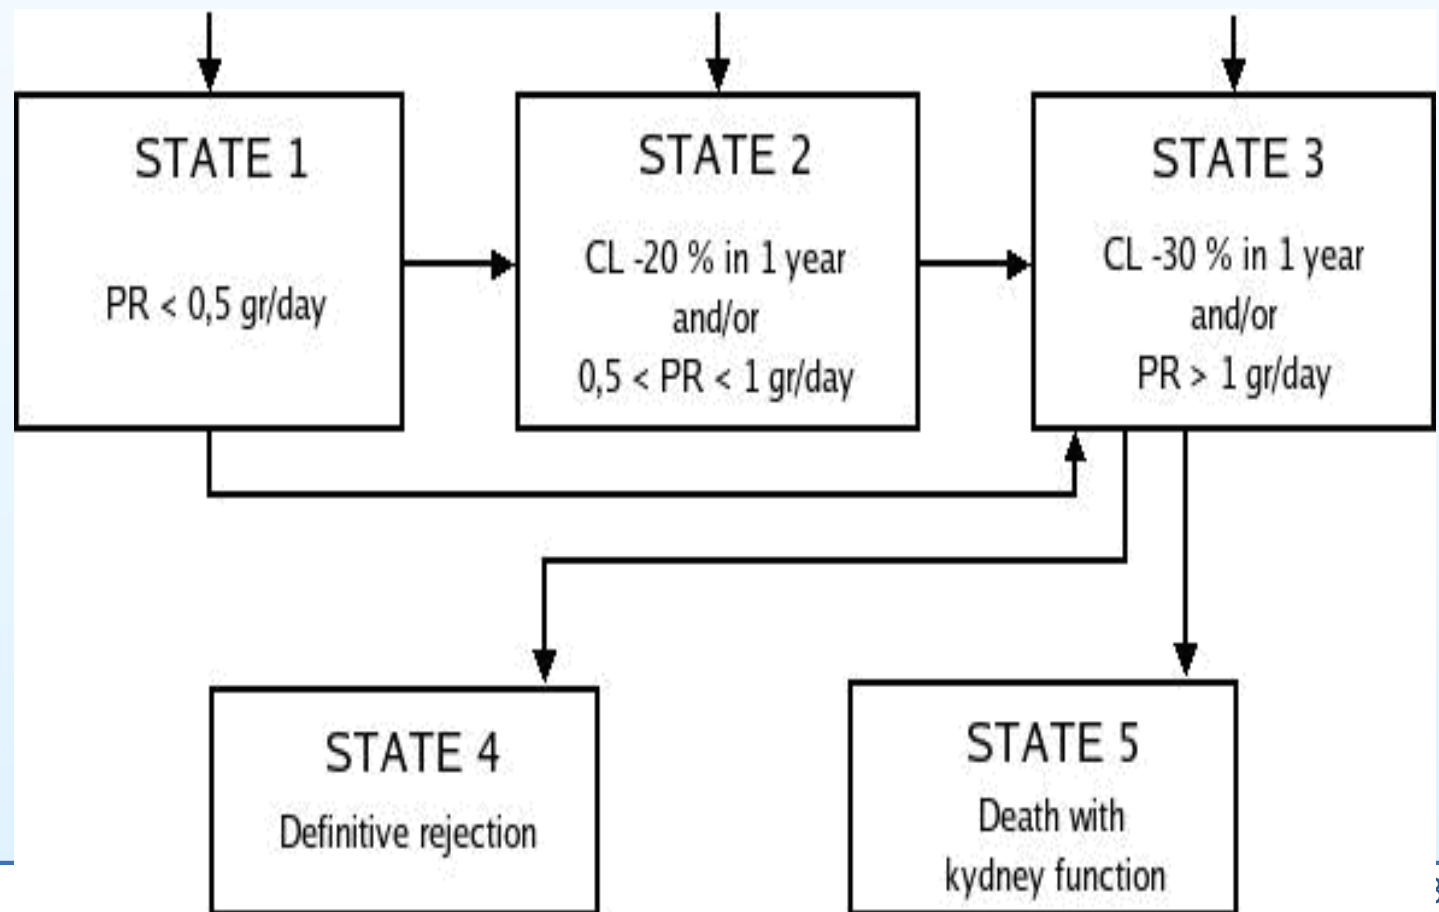 STATE 1
PR < 0,5 gr/day
STATE 2
CL -20 % in 1 year
and/or
0,5 < PR < 1 gr/day
STATE 3
CL -30 % in 1 year
and/or
PR > 1 gr/day
STATE 4
Definitive rejection
STATE 5
Death with
kydney function